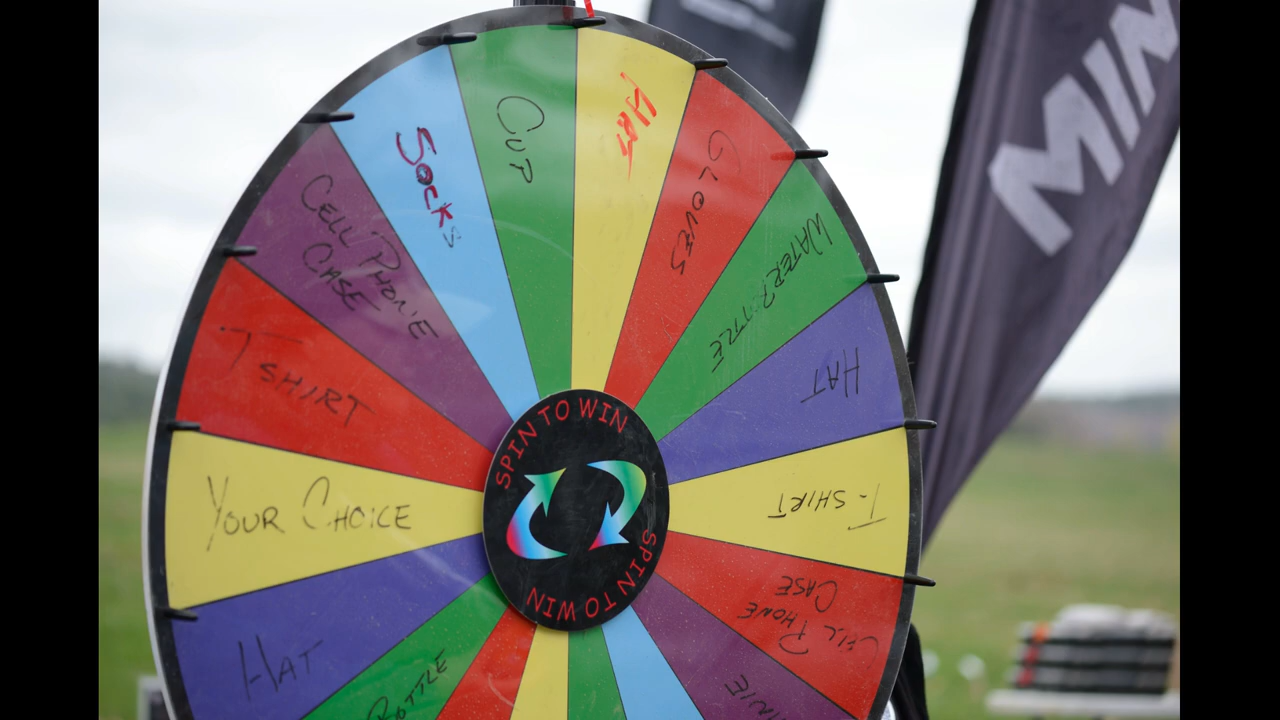 MIN
CUP
HAT
GLOVES
WATER BOTTLE
HAT
T-SHIRT
CELL PHONE
CASE
BOTTLE
HAT
YOUR CHOICE
T SHIRT
CELL PHONE
CASE
SOCKS
SPIN TO WIN
SPIN TO WIN